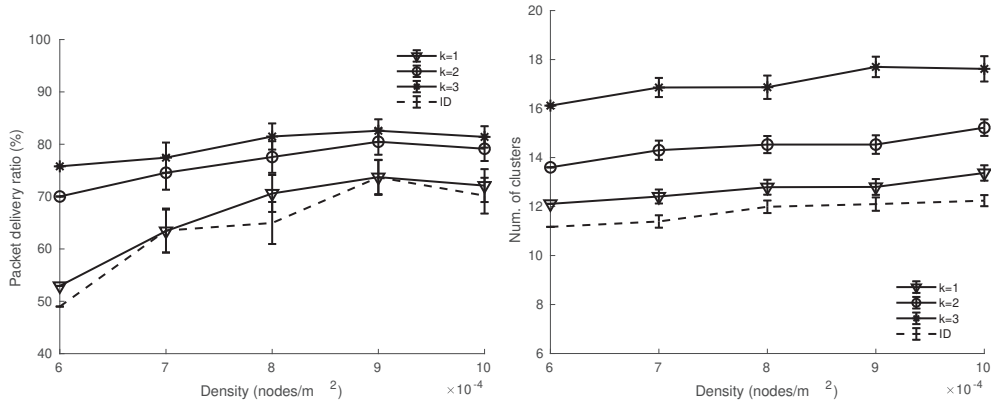 100
90
80
70
60
50
40
Packet delivery ratio (%)
k=1
k=2
k=3
ID
6
7
8
9
10
Density (nodes/m 2)
×10-4
20
18
16
14
12
10
8
6
Num. of clusters
k=1
k=2
k=3
ID
6
7
8
9
10
Density (nodes/m 2)
×10-4